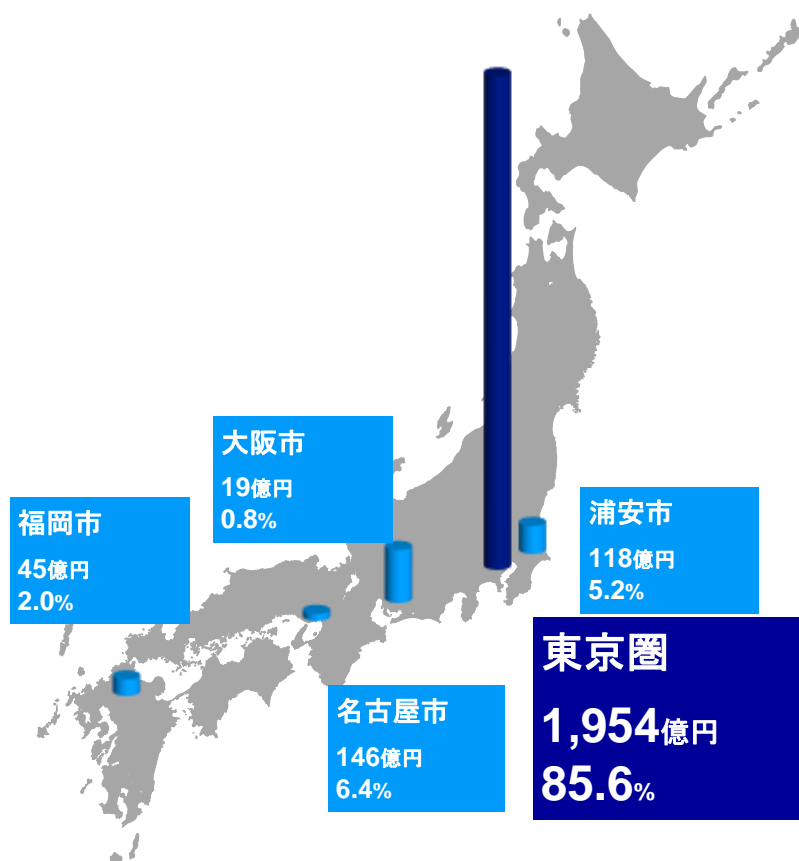 大阪市
19億円
0.8%
福岡市
45億円
2.0%
浦安市
118億円
5.2%
東京圏
1,954億円
85.6%
名古屋市
146億円
6.4%